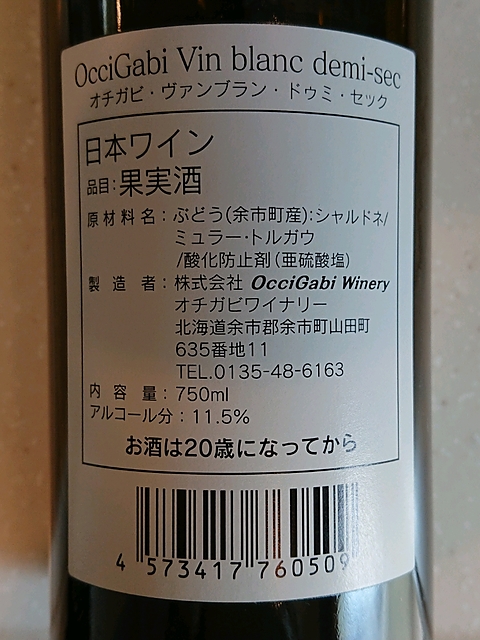 OcciGabi Vin blanc demi-sec
オチガビ・ヴァンブラン・ドゥミ・セック
日本ワイン
品目:果実酒
原材料名:ぶどう(余市町産):シャルドネ/
ミュラー・トルガウ
/酸化防止剤(亜硫酸塩)
製造者:株式会社 OcciGabi Winery
オチガビワイナリー
北海道余市郡余市町山田町
635番地11
TEL.0135-48-6163
内容量:750ml
アルコール分:11.5%
お酒は20歳になってから
4 573417 760509